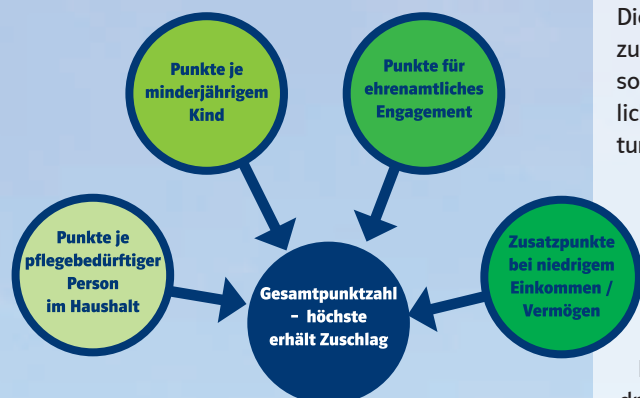 Punkte je
minderjährigem
Kind
Punkte für
ehrenamtliches
Engagement
Punkte je
pflegebedürftiger
Person
im Haushalt
Gesamtpunktzahl
– höchste
erhält Zuschlag
Zusatzpunkte
bei niedrigem
Einkommen /
Vermögen
Die
zu
so
lic
tu